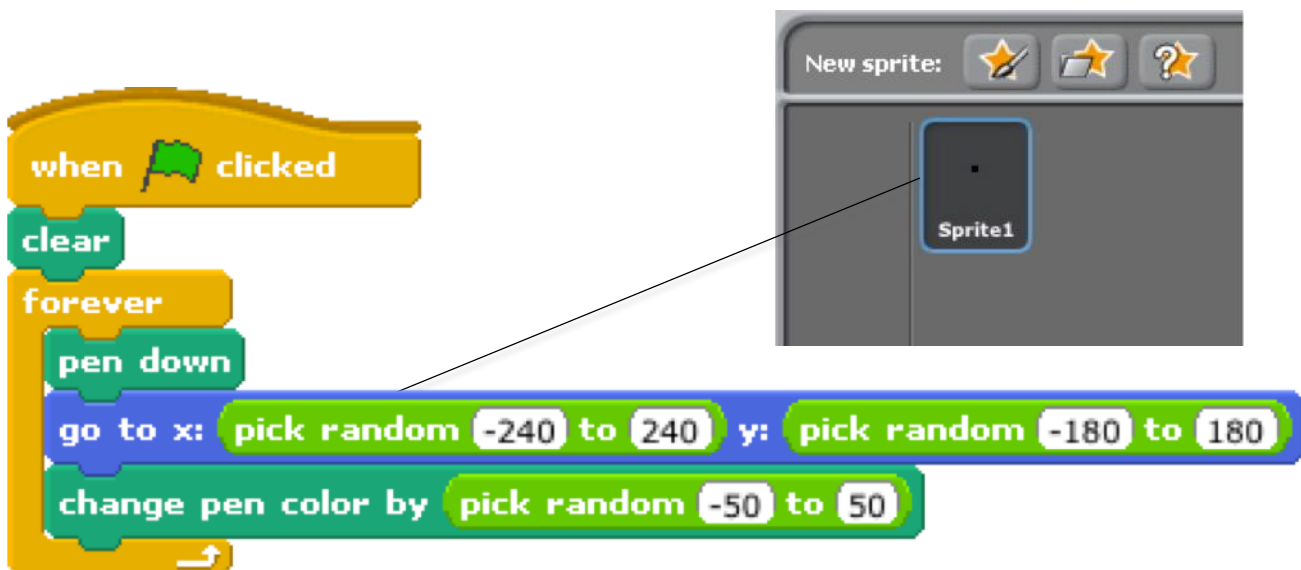 New sprite:
Sprite1
when clicked
clear
forever
pen down
go to x: pick random -240 to 240 y: pick random -180 to 180
change pen color by pick random -50 to 50